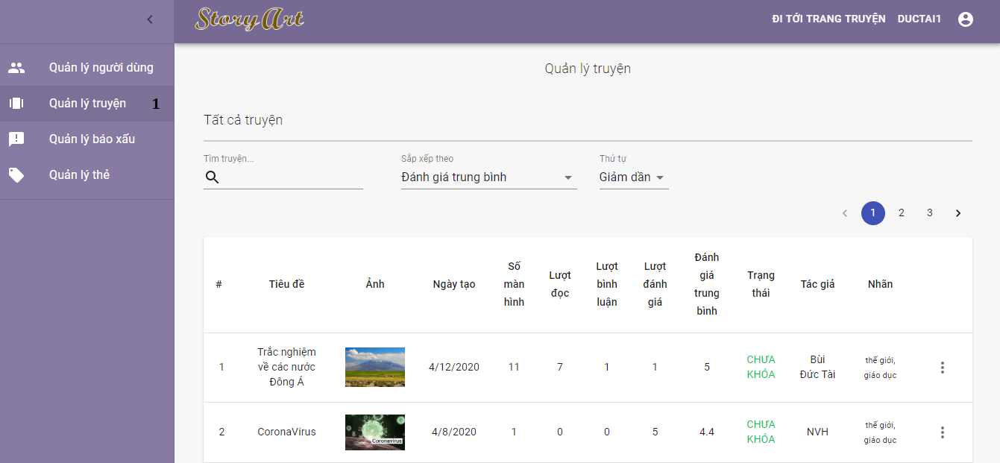 Story Art
ĐI TỚI TRANG TRUYỆN DUCTAI1
Quản lý người dùng
Quản lý truyện 1
Quản lý báo xấu
Quản lý thẻ
Quản lý truyện
Tất cả truyện
Tìm truyện... Sắp xếp theo Thứ tự
Đánh giá trung bình Giảm dần
1 2 3
# Tiêu đề Ảnh Ngày tạo Số màn hình Lượt đọc Lượt bình luận Lượt đánh giá Đánh giá trung bình Trạng thái Tác giả Nhãn
1 Trắc nghiệm về các nước Đông Á 4/12/2020 11 7 1 1 5 CHƯA KHÓA Bùi Đức Tài thế giới, giáo dục
2 CoronaVirus Coronavirus 4/8/2020 1 0 0 5 4.4 CHƯA KHÓA NVH thế giới, giáo dục